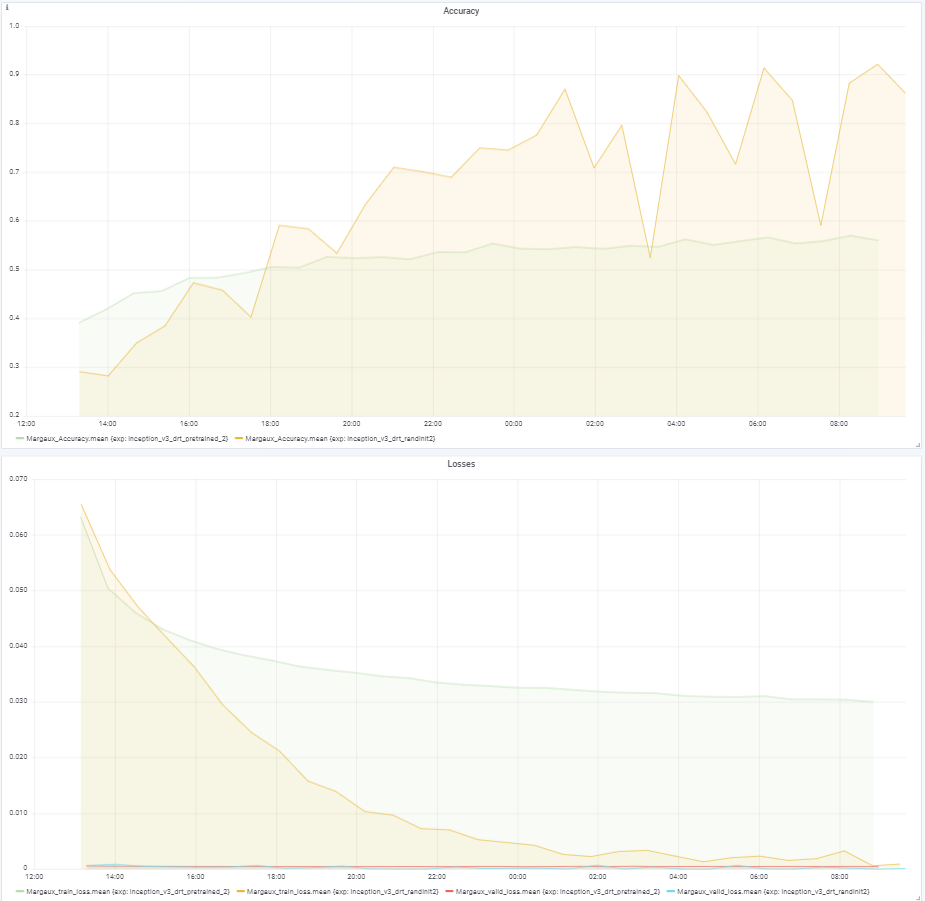 i
Accuracy
1.0
0.9
0.8
0.7
0.6
0.5
0.4
0.3
0.2
12:00 14:00 16:00 18:00 20:00 22:00 00:00 02:00 04:00 06:00 08:00
Margaux_Accuracy.mean {exp: inception_v3_drt_pretrained_2} Margaux_Accuracy.mean {exp: inception_v3_drt_randinit2}
Losses
0.070
0.060
0.050
0.040
0.030
0.020
0.010
0
12:00 14:00 16:00 18:00 20:00 22:00 00:00 02:00 04:00 06:00 08:00
Margaux_train_loss.mean {exp: inception_v3_drt_pretrained_2} Margaux_train_loss.mean {exp: inception_v3_drt_randinit2} Margaux_valid_loss.mean {exp: inception_v3_drt_pretrained_2} Margaux_valid_loss.mean {exp: inception_v3_drt_randinit2}